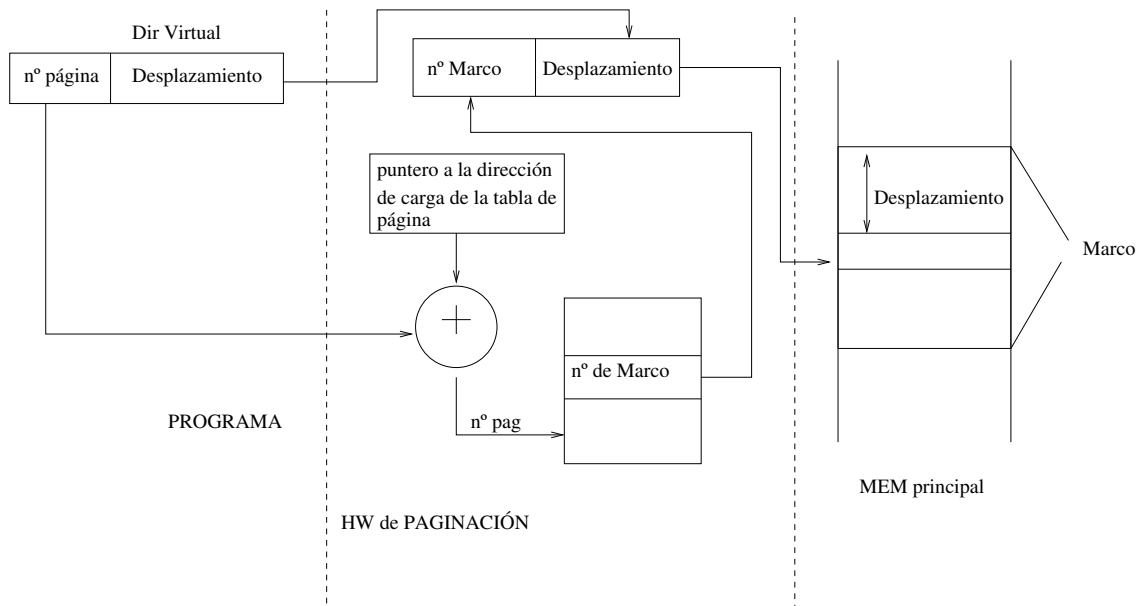 Dir Virtual
nº página
Desplazamiento
nº Marco
Desplazamiento
puntero a la dirección
de carga de la tabla de
página
Desplazamiento
Marco
nº de Marco
nº pag
PROGRAMA
MEM principal
HW de PAGINACIÓN